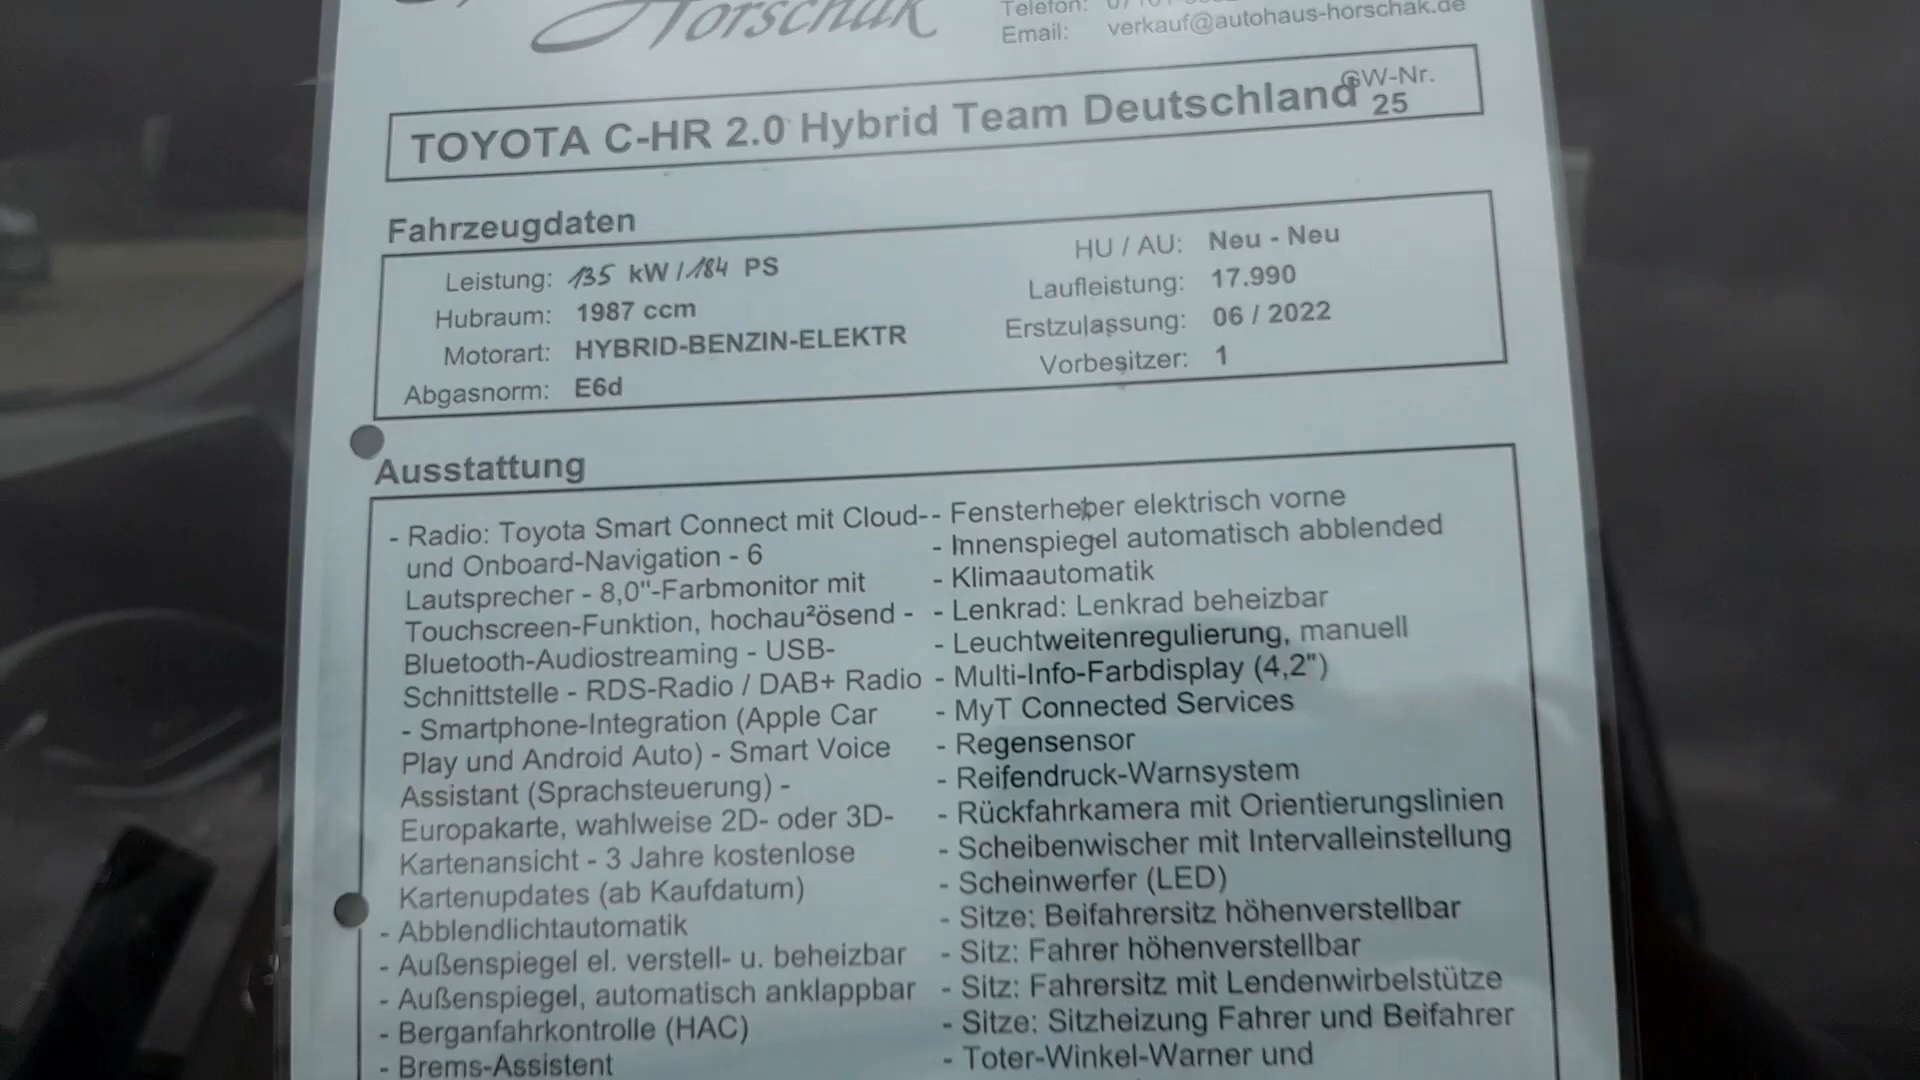 Horschak
Telefon:
Email: verkauf@autohaus-horschak.de
TOYOTA C-HR 2.0 Hybrid Team Deutschland
GW-Nr.
25
Fahrzeugdaten
Leistung: 135 kW / 184 PS
Hubraum: 1987 ccm
Motorart: HYBRID-BENZIN-ELEKTR
Abgasnorm: E6d
HU / AU: Neu - Neu
Laufleistung: 17.990
Erstzulassung: 06 / 2022
Vorbesitzer: 1
Ausstattung
- Radio: Toyota Smart Connect mit Cloud-
und Onboard-Navigation - 6
Lautsprecher - 8,0"-Farbmonitor mit
Touchscreen-Funktion, hochau²ösend -
Bluetooth-Audiostreaming - USB-
Schnittstelle - RDS-Radio / DAB+ Radio
- Smartphone-Integration (Apple Car
Play und Android Auto) - Smart Voice
Assistant (Sprachsteuerung) -
Europakarte, wahlweise 2D- oder 3D-
Kartenansicht - 3 Jahre kostenlose
Kartenupdates (ab Kaufdatum)
- Abblendlichtautomatik
- Außenspiegel el. verstell- u. beheizbar
- Außenspiegel, automatisch anklappbar
- Berganfahrkontrolle (HAC)
- Brems-Assistent
- Fensterheber elektrisch vorne
- Innenspiegel automatisch abblended
- Klimaautomatik
- Lenkrad: Lenkrad beheizbar
- Leuchtweitenregulierung, manuell
- Multi-Info-Farbdisplay (4,2")
- MyT Connected Services
- Regensensor
- Reifendruck-Warnsystem
- Rückfahrkamera mit Orientierungslinien
- Scheibenwischer mit Intervalleinstellung
- Scheinwerfer (LED)
- Sitze: Beifahrersitz höhenverstellbar
- Sitz: Fahrer höhenverstellbar
- Sitz: Fahrersitz mit Lendenwirbelstütze
- Sitze: Sitzheizung Fahrer und Beifahrer
- Toter-Winkel-Warner und